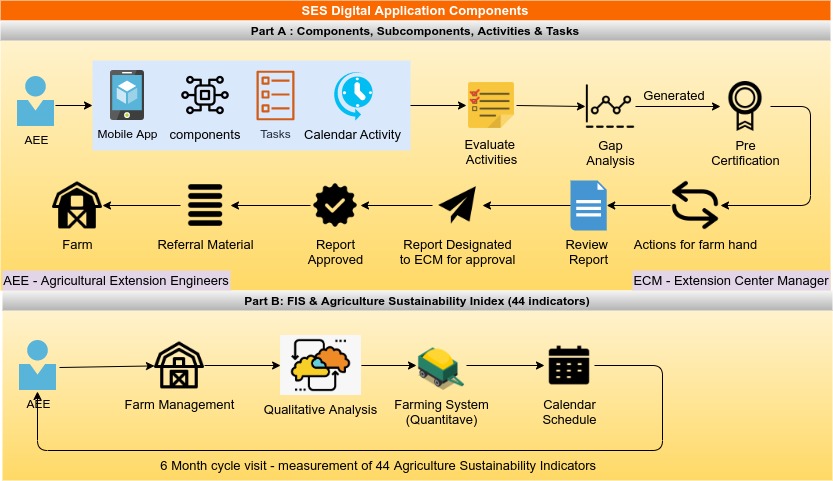 SES Digital Application Components
Part A : Components, Subcomponents, Activities & Tasks
AEE
Mobile App
components
Tasks
Calendar Activity
Evaluate
Activities
Gap
Analysis
Generated
Pre
Certification
Farm
Referral Material
Report
Approved
Report Designated
to ECM for approval
Review
Report
Actions for farm hand
AEE - Agricultural Extension Engineers
ECM - Extension Center Manager
Part B: FIS & Agriculture Sustainability Inidex (44 indicators)
AEE
Farm Management
Qualitative Analysis
Farming System
(Quantitave)
Calendar
Schedule
6 Month cycle visit - measurement of 44 Agriculture Sustainability Indicators